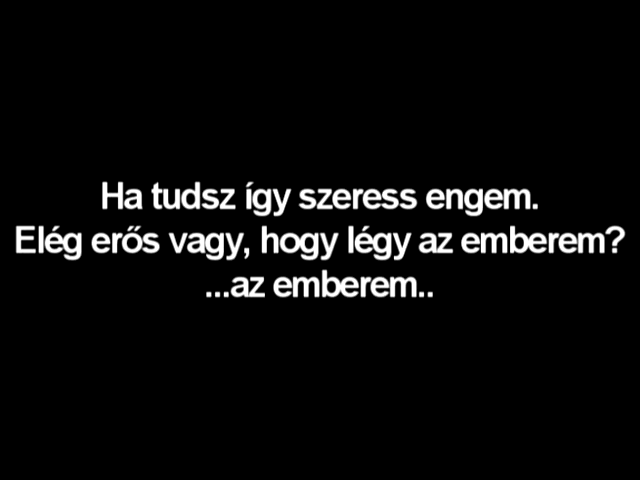 Ha tudsz így szeress engem.
Elég erős vagy, hogy légy az emberem?
...az emberem..